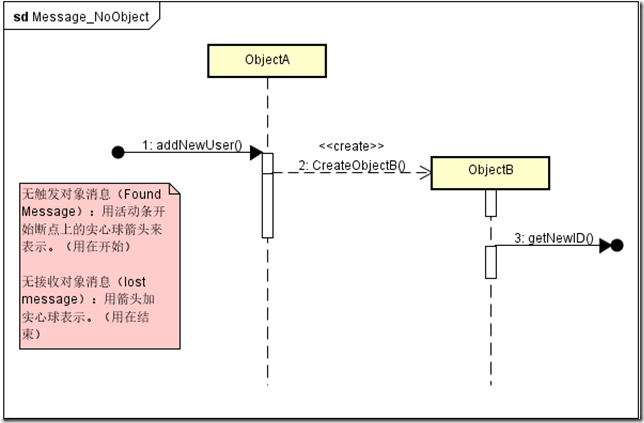 sd Message_NoObject
ObjectA
1: addNewUser()
<<create>>
2: CreateObjectB()
ObjectB
3: getNewID()
无触发对象消息（Found
Message）：用活动条开
始断点上的实心球箭头来
表示。（用在开始）
无接收对象消息（lost
message）：用箭头加
实心球表示。（用在结
束）